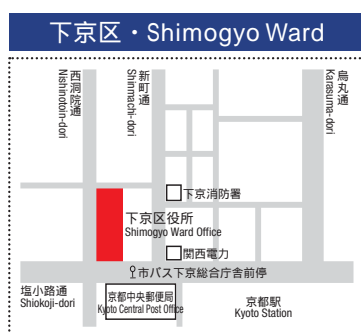 下京区・Shimogyo Ward
西洞院通
Nishinotoin-dori
新町通
Shinmachi-dori
烏丸通
Karasuma-dori
下京消防署
下京区役所
Shimogyo Ward Office
関西電力
市バス下京総合庁舎前停
塩小路通
Shiokoji-dori
京都中央郵便局
Kyoto Central Post Office
京都駅
Kyoto Station